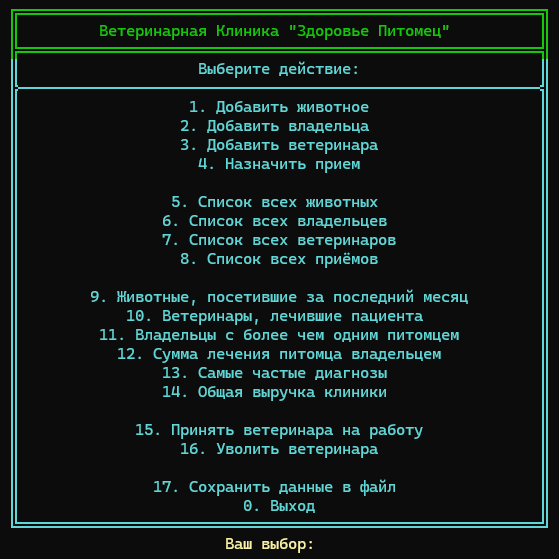 Ветеринарная Клиника "Здоровье Питомец"
Выберите действие:
1. Добавить животное
2. Добавить владельца
3. Добавить ветеринара
4. Назначить прием
5. Список всех животных
6. Список всех владельцев
7. Список всех ветеринаров
8. Список всех приёмов
9. Животные, посетившие за последний месяц
10. Ветеринары, лечившие пациента
11. Владельцы с более чем одним питомцем
12. Сумма лечения питомца владельцем
13. Самые частые диагнозы
14. Общая выручка клиники
15. Принять ветеринара на работу
16. Уволить ветеринара
17. Сохранить данные в файл
0. Выход
Ваш выбор: